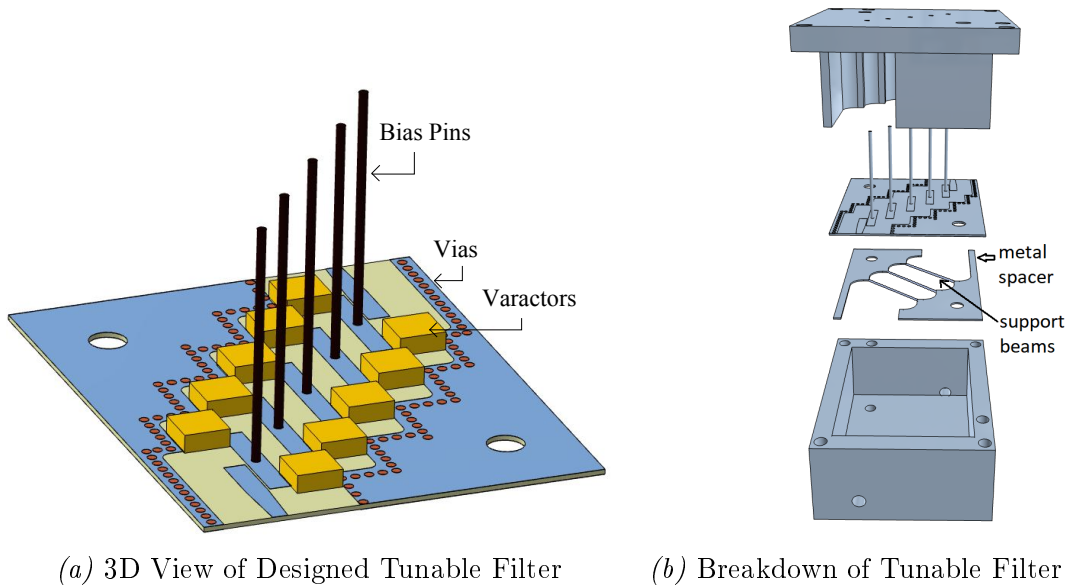 Bias Pins
Vias
Varactors
metal
spacer
support
beams
(a) 3D View of Designed Tunable Filter
(b) Breakdown of Tunable Filter